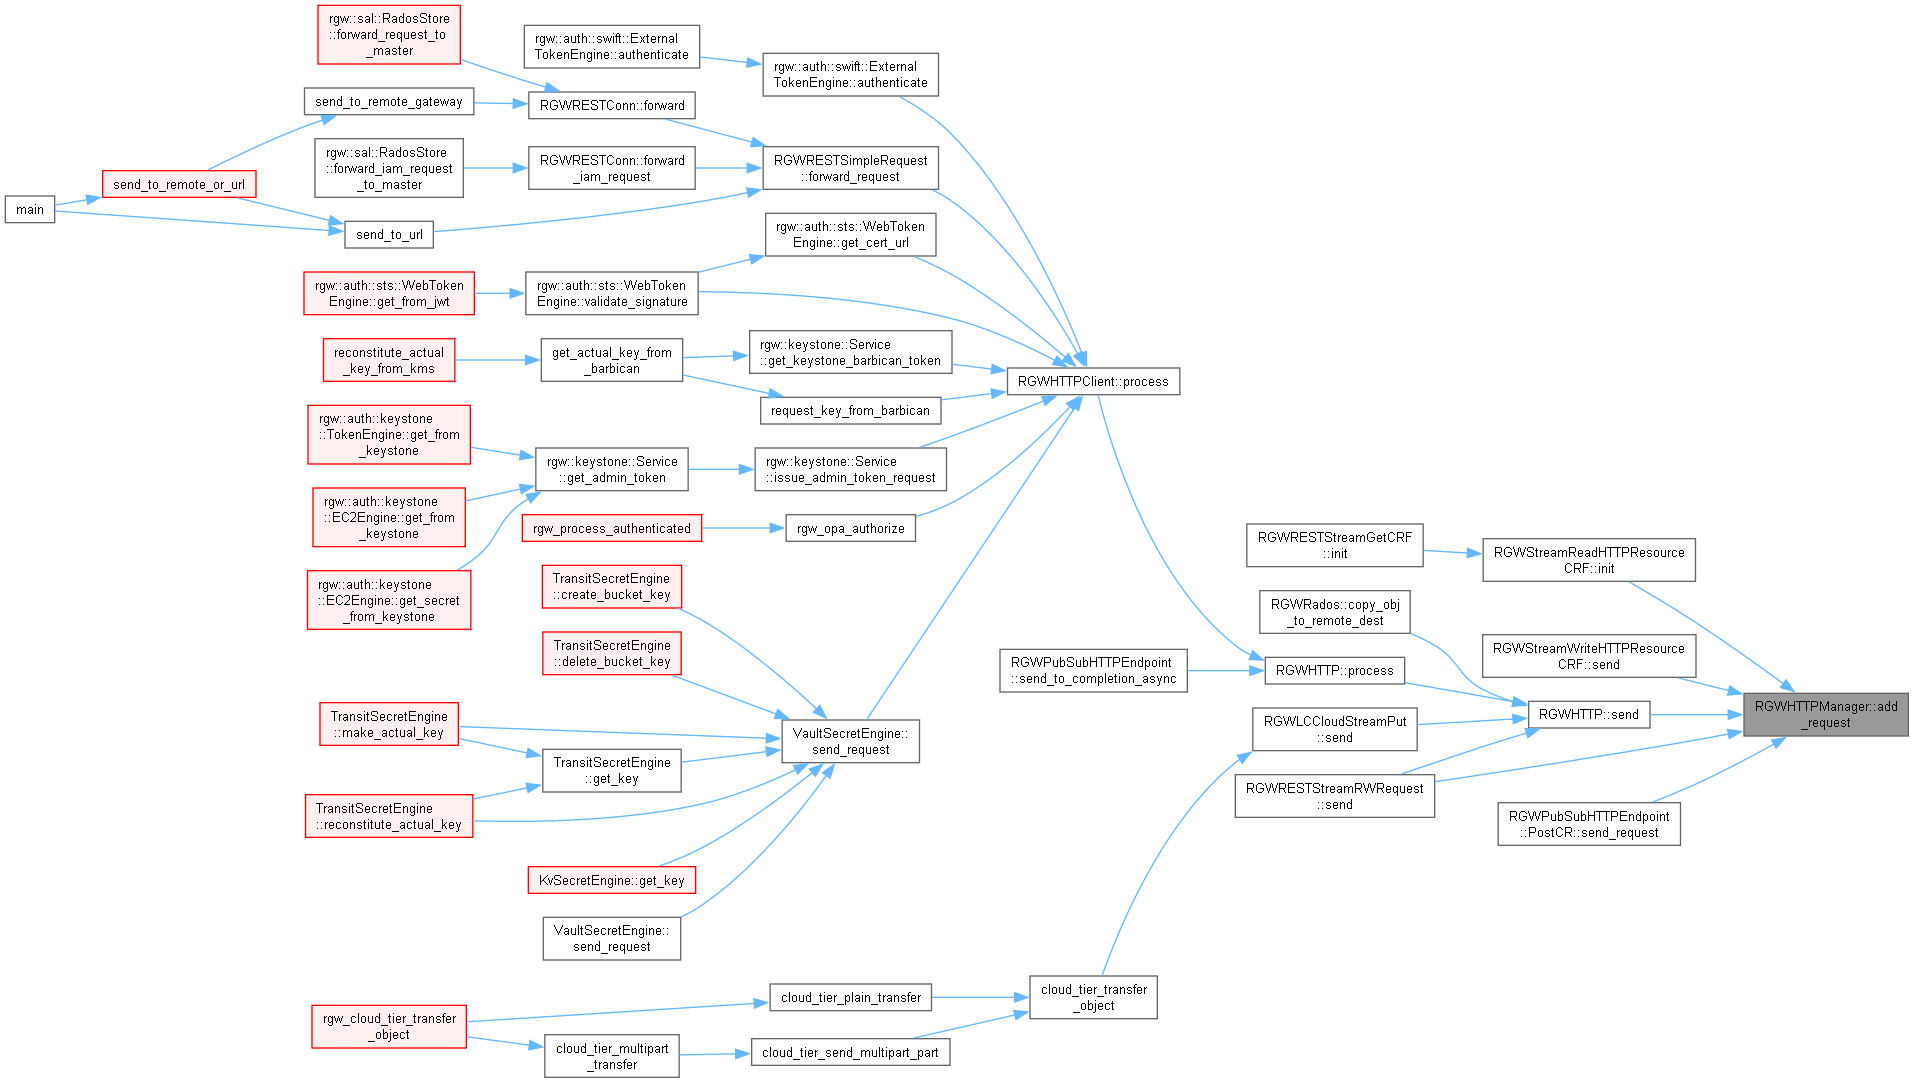 rgw::sal::RadosStore
::forward_request_to
_master
rgw::auth::swift::External
TokenEngine::authenticate
rgw::auth::swift::External
TokenEngine::authenticate
send_to_remote_gateway
RGWRESTConn::forward
rgw::sal::RadosStore
::forward_iam_request
_to_master
RGWRESTConn::forward
_iam_request
RGWRESTSimpleRequest
::forward_request
send_to_remote_or_url
main
send_to_url
rgw::auth::sts::WebToken
Engine::get_cert_url
rgw::auth::sts::WebToken
Engine::get_from_jwt
rgw::auth::sts::WebToken
Engine::validate_signature
reconstitute_actual
_key_from_kms
get_actual_key_from
_barbican
rgw::keystone::Service
::get_keystone_barbican_token
RGWHTTPClient::process
request_key_from_barbican
rgw::auth::keystone
::TokenEngine::get_from
_keystone
rgw::keystone::Service
::get_admin_token
rgw::keystone::Service
::issue_admin_token_request
rgw::auth::keystone
::EC2Engine::get_from
_keystone
rgw_process_authenticated
rgw_opa_authorize
rgw::auth::keystone
::EC2Engine::get_secret
_from_keystone
TransitSecretEngine
::create_bucket_key
RGWRESTStreamGetCRF
::init
RGWStreamReadHTTPResource
CRF::init
RGWRados::copy_obj
_to_remote_dest
TransitSecretEngine
::delete_bucket_key
RGWPubSubHTTPEndpoint
::send_to_completion_async
RGWHTTP::process
RGWStreamWriteHTTPResource
CRF::send
TransitSecretEngine
::make_actual_key
VaultSecretEngine::
send_request
RGWLCCloudStreamPut
::send
RGWHTTP::send
RGWHTTPManager::add
_request
TransitSecretEngine
::get_key
TransitSecretEngine
::reconstitute_actual_key
RGWRESTStreamRWRequest
::send
RGWPubSubHTTPEndpoint
::PostCR::send_request
KvSecretEngine::get_key
VaultSecretEngine::
send_request
rgw_cloud_tier_transfer
_object
cloud_tier_plain_transfer
cloud_tier_transfer
_object
cloud_tier_multipart
_transfer
cloud_tier_send_multipart_part